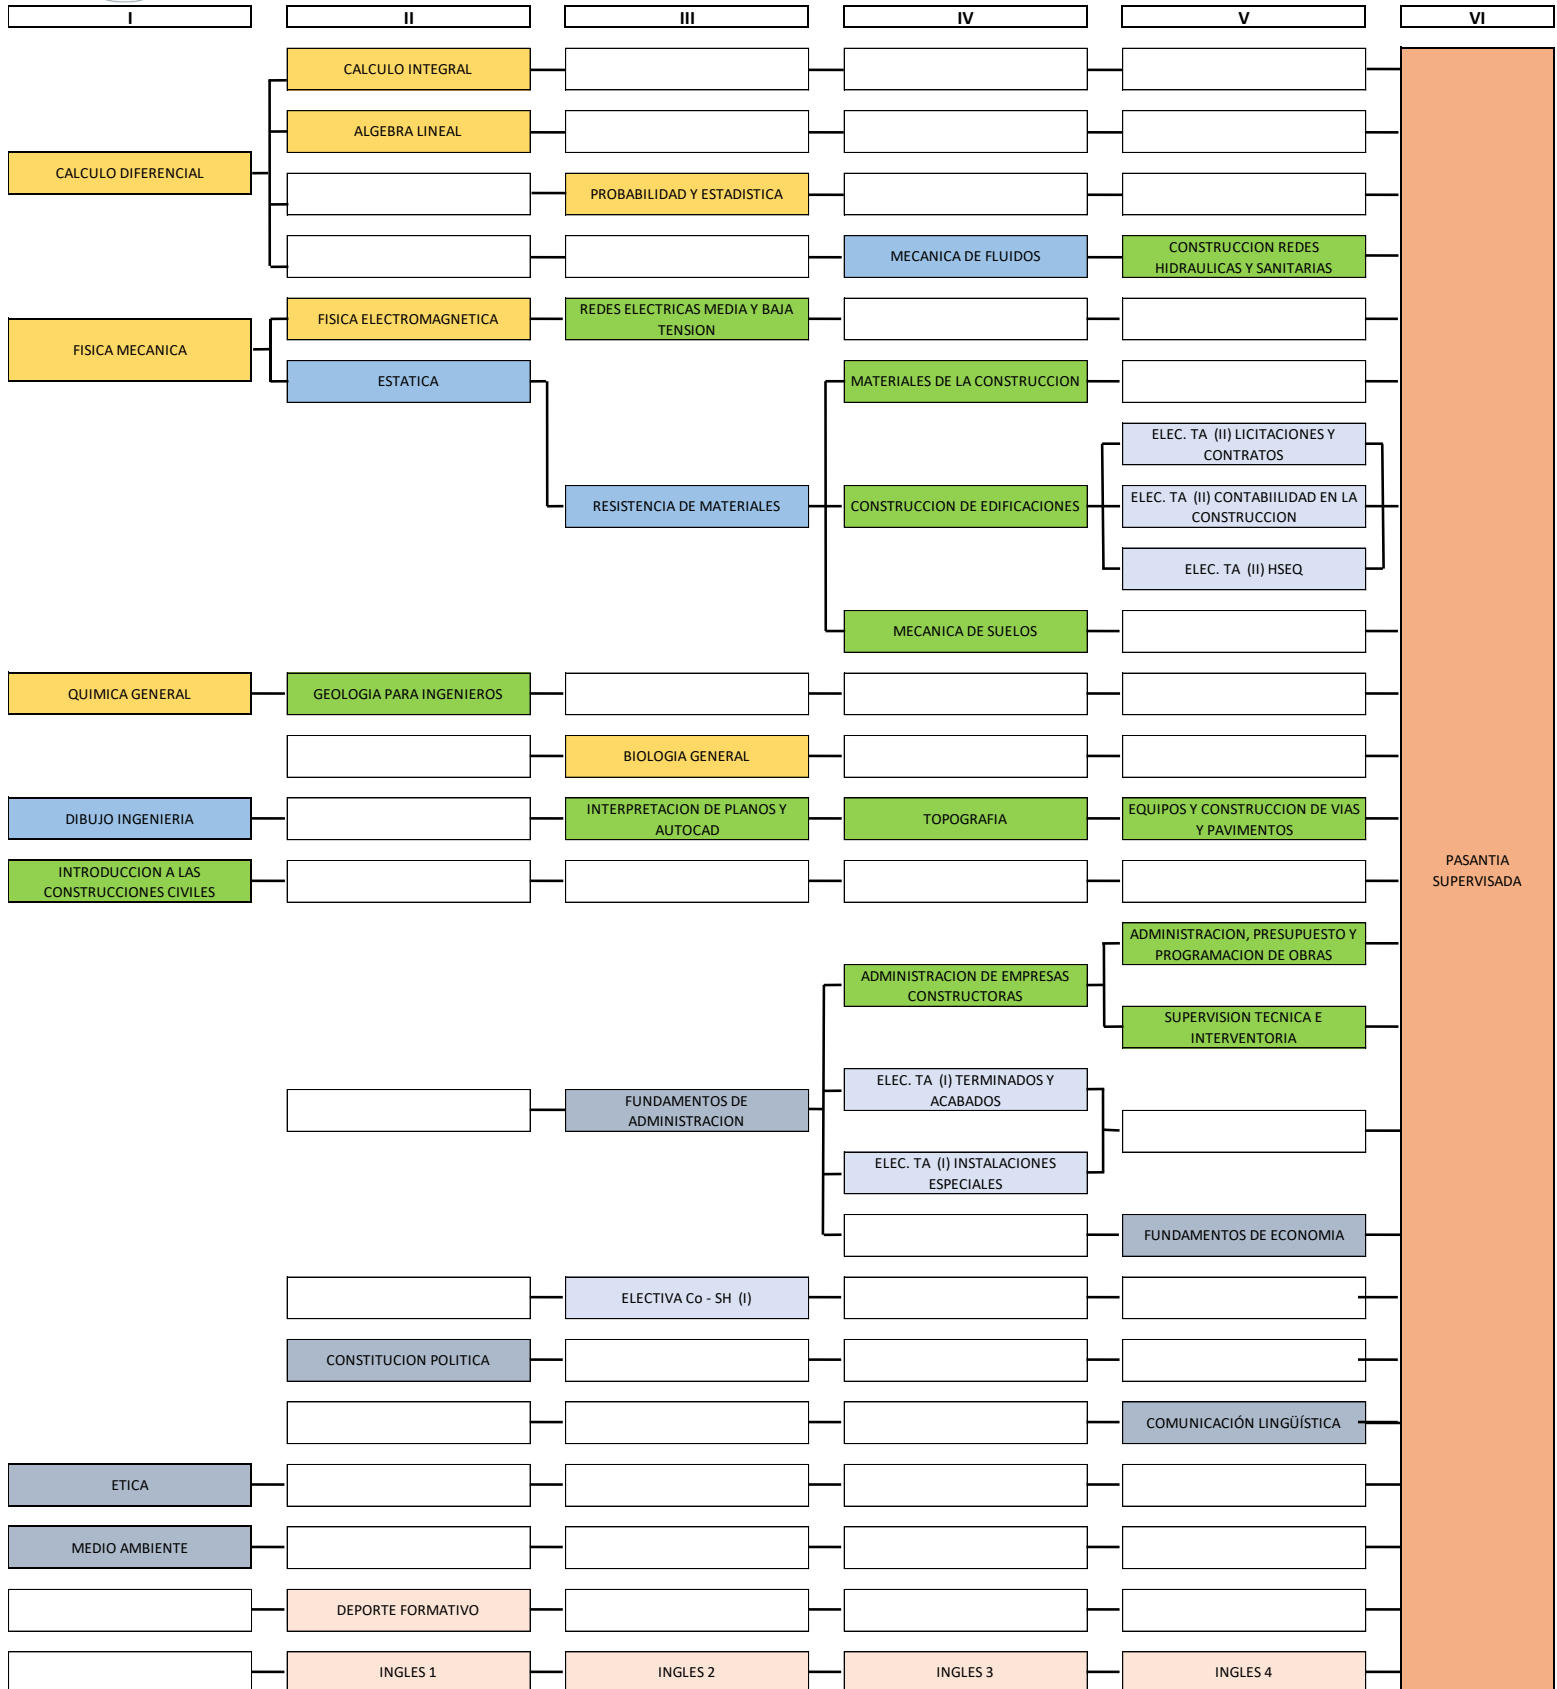 I II III IV V VI
CALCULO INTEGRAL
ALGEBRA LINEAL
CALCULO DIFERENCIAL
PROBABILIDAD Y ESTADISTICA
MECANICA DE FLUIDOS
CONSTRUCCION REDES
HIDRAULICAS Y SANITARIAS
FISICA MECANICA
FISICA ELECTROMAGNETICA
REDES ELECTRICAS MEDIA Y BAJA
TENSION
ESTATICA
MATERIALES DE LA CONSTRUCCION
ELEC. TA (II) LICITACIONES Y
CONTRATOS
RESISTENCIA DE MATERIALES
CONSTRUCCION DE EDIFICACIONES
ELEC. TA (II) CONTABIILIDAD EN LA
CONSTRUCCION
ELEC. TA (II) HSEQ
MECANICA DE SUELOS
QUIMICA GENERAL
GEOLOGIA PARA INGENIEROS
BIOLOGIA GENERAL
DIBUJO INGENIERIA
INTERPRETACION DE PLANOS Y
AUTOCAD
TOPOGRAFIA
EQUIPOS Y CONSTRUCCION DE VIAS
Y PAVIMENTOS
INTRODUCCION A LAS
CONSTRUCCIONES CIVILES
PASANTIA
SUPERVISADA
ADMINISTRACION DE EMPRESAS
CONSTRUCTORAS
ADMINISTRACION, PRESUPUESTO Y
PROGRAMACION DE OBRAS
SUPERVISION TECNICA E
INTERVENTORIA
FUNDAMENTOS DE
ADMINISTRACION
ELEC. TA (I) TERMINADOS Y
ACABADOS
ELEC. TA (I) INSTALACIONES
ESPECIALES
FUNDAMENTOS DE ECONOMIA
ELECTIVA Co - SH (I)
CONSTITUCION POLITICA
COMUNICACIÓN LINGÜÍSTICA
ETICA
MEDIO AMBIENTE
DEPORTE FORMATIVO
INGLES 1
INGLES 2
INGLES 3
INGLES 4